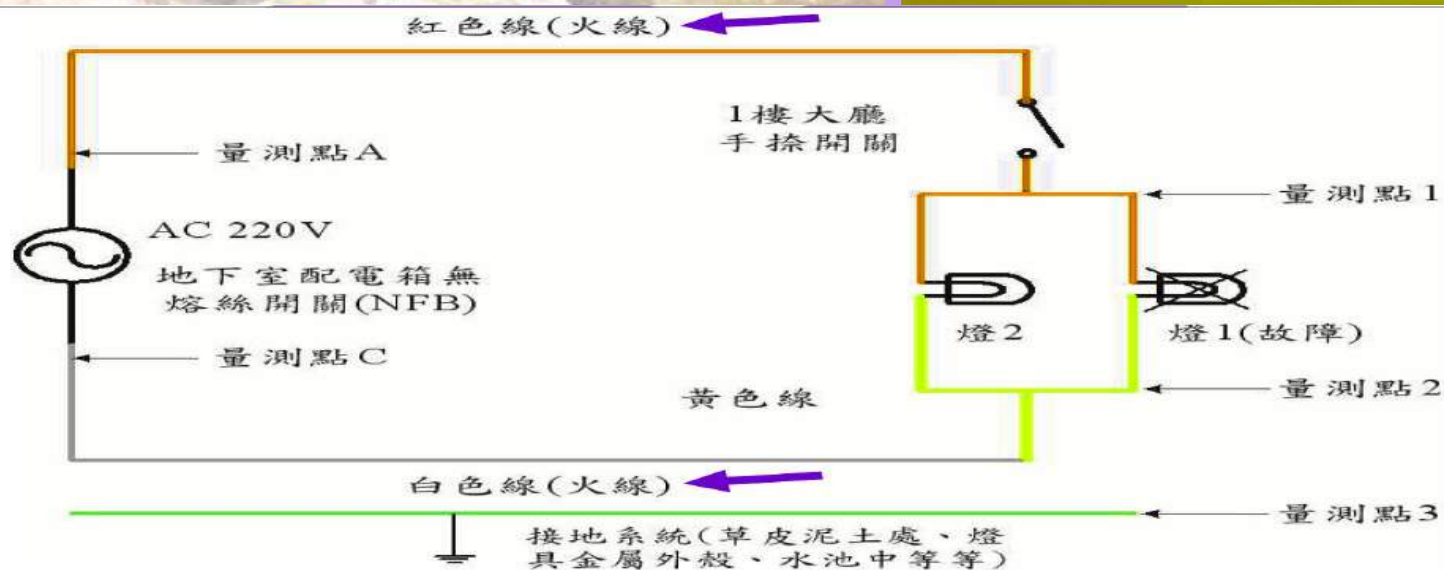 紅色線(火線)
1樓大廳
手捺開關
量測點A
量測點1
AC 220V
地下室配電箱無
熔絲開關(NFB)
燈2
燈1(故障)
量測點C
量測點2
黃色線
白色線(火線)
量測點3
接地系統(草皮泥土處、燈
具金屬外殼、水池中等等)